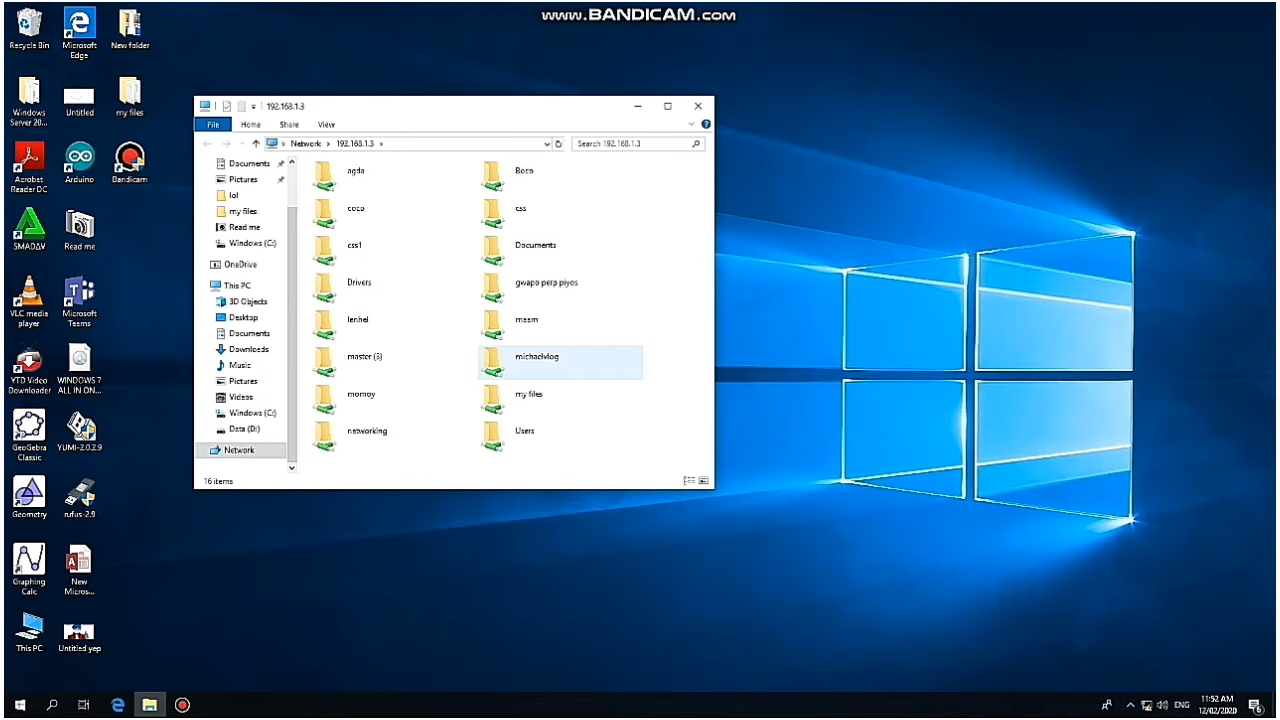 www.BANDICAM.com
Recycle Bin
Microsoft
Edge
New folder
Windows
Server 20...
Untitled
my files
Acrobat
Reader DC
Arduino
Bandicam
SMADΔV
Read me
VLC media
player
Microsoft
Teams
YTD Video
Downloader
WINDOWS 7
ALL IN ON...
GeoGebra
Classic
YUMI-2.0.2.9
Geometry
rufus-2.9
Graphing
Calc
New
Micros...
This PC
Untitled yep
192.168.1.3
File
Home
Share
View
Network
192.168.1.3
Search 192.168.1.3
Documents
Pictures
lol
my files
Read me
Windows (C:)
OneDrive
This PC
3D Objects
Desktop
Documents
Downloads
Music
Pictures
Videos
Windows (C:)
Data (D:)
Network
agda
Boco
coco
css
css1
Documents
Drivers
gwapo perp piyos
lenhel
master (3)
michaelvlog
momoy
my files
networking
Users
16 items
ENG
11:52 AM
12/02/2020
6